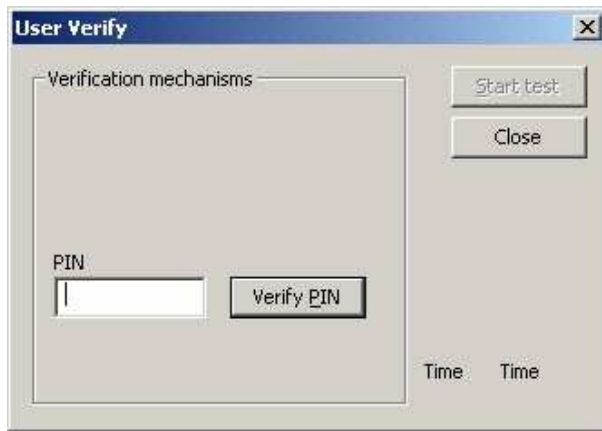 User Verify
Verification mechanisms
Start test
Close
PIN
Verify PIN
Time Time